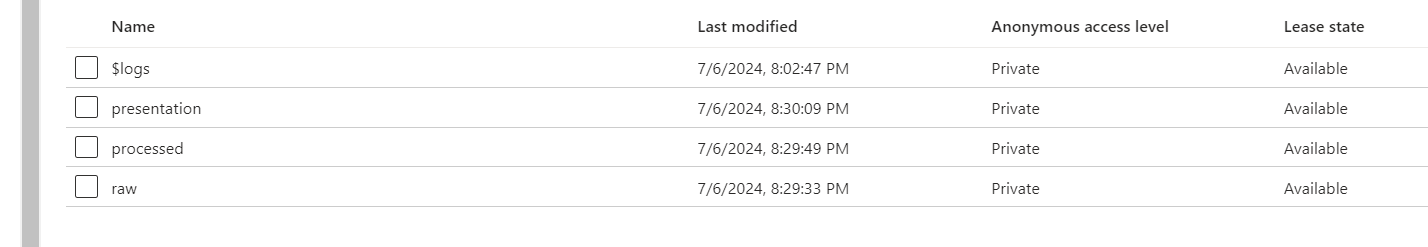 Name Last modified Anonymous access level Lease state
$logs 7/6/2024, 8:02:47 PM Private Available
presentation 7/6/2024, 8:30:09 PM Private Available
processed 7/6/2024, 8:29:49 PM Private Available
raw 7/6/2024, 8:29:33 PM Private Available